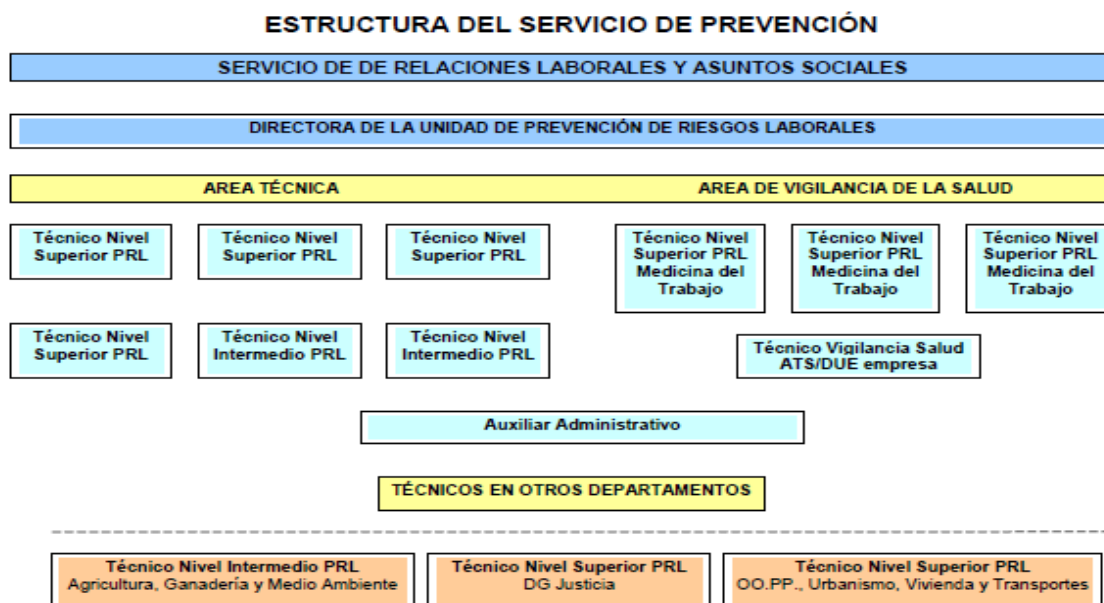 ESTRUCTURA DEL SERVICIO DE PREVENCIÓN
SERVICIO DE DE RELACIONES LABORALES Y ASUNTOS SOCIALES
DIRECTORA DE LA UNIDAD DE PREVENCIÓN DE RIESGOS LABORALES
AREA TÉCNICA
AREA DE VIGILANCIA DE LA SALUD
Técnico Nivel
Superior PRL
Técnico Nivel
Superior PRL
Técnico Nivel
Superior PRL
Técnico Nivel
Superior PRL
Medicina del
Trabajo
Técnico Nivel
Superior PRL
Medicina del
Trabajo
Técnico Nivel
Superior PRL
Medicina del
Trabajo
Técnico Nivel
Superior PRL
Técnico Nivel
Intermedio PRL
Técnico Nivel
Intermedio PRL
Técnico Vigilancia Salud
ATS/DUE empresa
Auxiliar Administrativo
TÉCNICOS EN OTROS DEPARTAMENTOS
Técnico Nivel Intermedio PRL
Agricultura, Ganadería y Medio Ambiente
Técnico Nivel Superior PRL
DG Justicia
Técnico Nivel Superior PRL
OO.PP., Urbanismo, Vivienda y Transportes